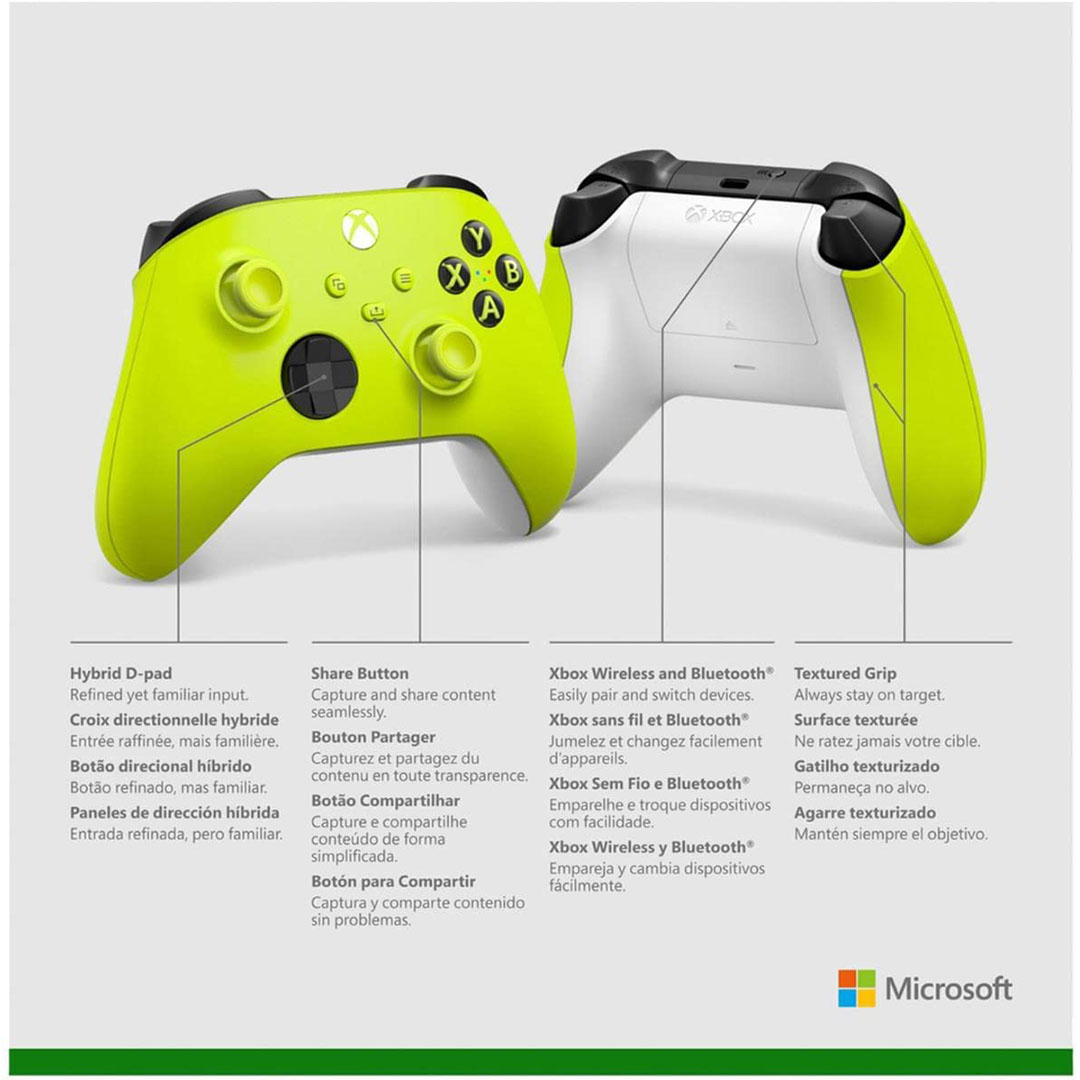 Y
X
B
A
XBOX
Hybrid D-pad
Refined yet familiar input.
Croix directionnelle hybride
Entrée raffinée, mais familière.
Botão direcional híbrido
Botão refinado, mas familiar.
Paneles de dirección híbrida
Entrada refinada, pero familiar.
Share Button
Capture and share content
seamlessly.
Bouton Partager
Capturez et partagez du
contenu en toute transparence.
Botão Compartilhar
Capture e compartilhe
conteúdo de forma
simplificada.
Botón para Compartir
Captura y comparte contenido
sin problemas.
Xbox Wireless and Bluetooth®
Easily pair and switch devices.
Xbox sans fil et Bluetooth®
Jumelez et changez facilement
d'appareils.
Xbox Sem Fio e Bluetooth®
Emparelhe e troque dispositivos
com facilidade.
Xbox Wireless y Bluetooth®
Empareja y cambia dispositivos
fácilmente.
Textured Grip
Always stay on target.
Surface texturée
Ne ratez jamais votre cible.
Gatilho texturizado
Permaneça no alvo.
Agarre texturizado
Mantén siempre el objetivo.
Microsoft